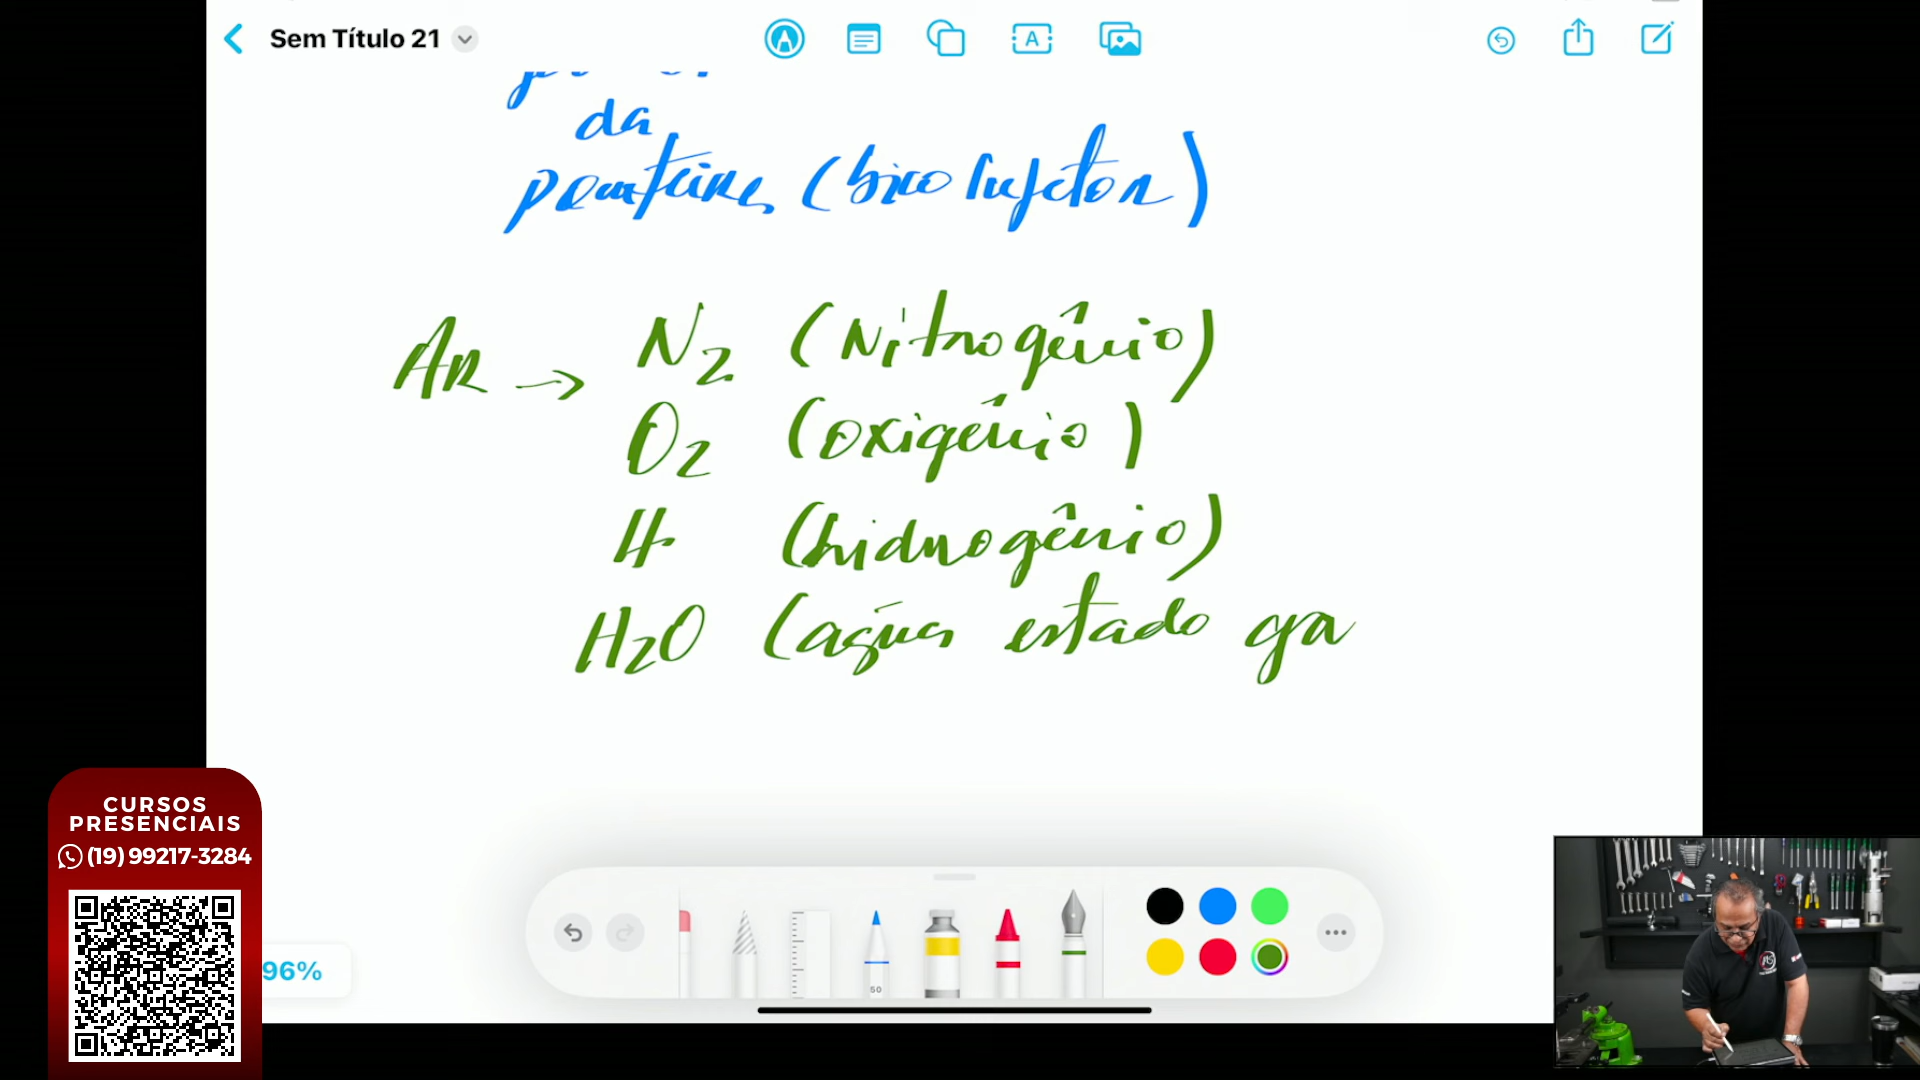 Sem Título 21
da
ponteira (bico injetor)
AR → N2 (Nitrogênio)
O2 (oxigênio)
H (hidrogênio)
H2O (água estado ga
CURSOS
PRESENCIAIS
(19) 99217-3284
96%
50